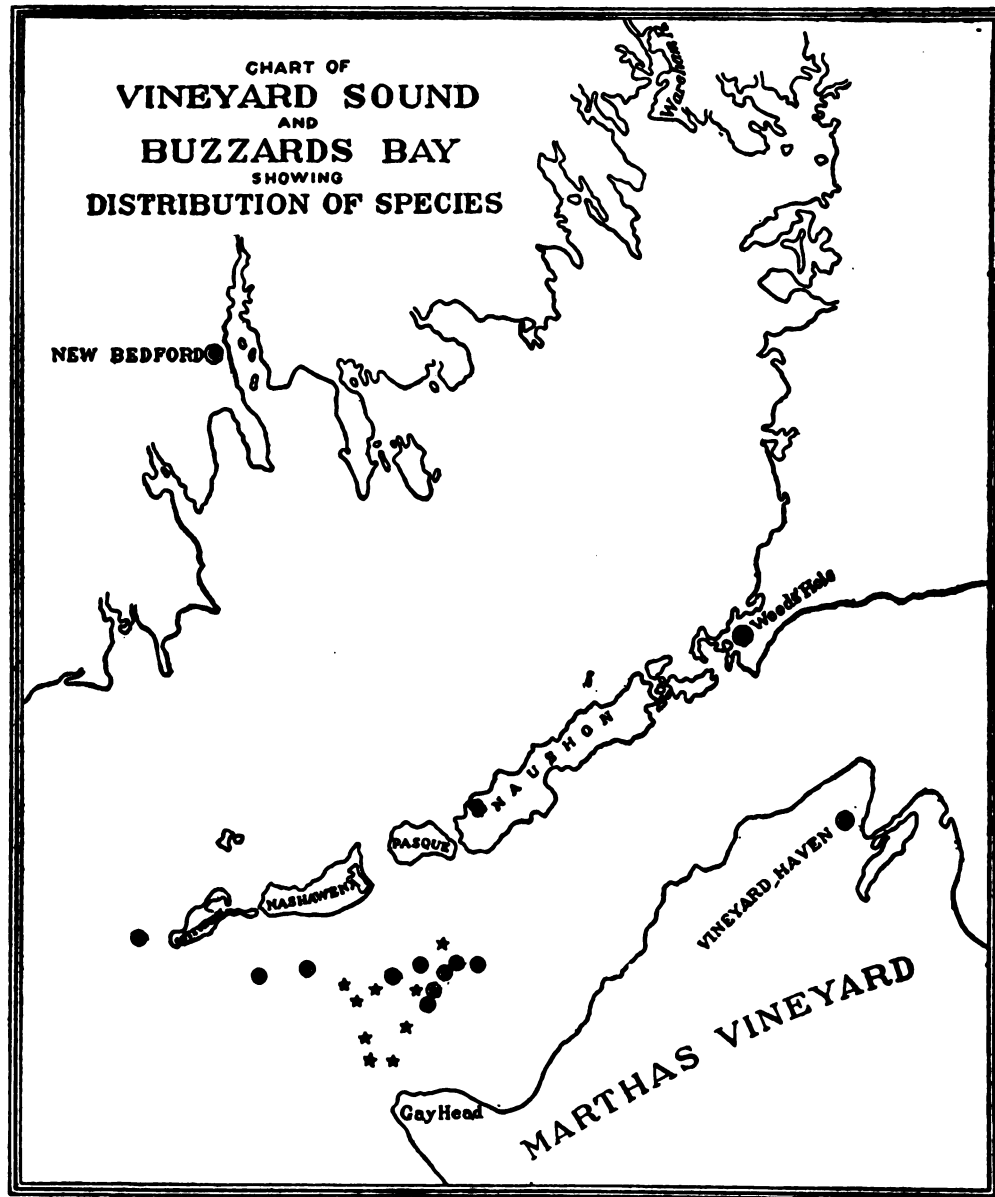 CHART OF
VINEYARD SOUND
AND
BUZZARDS BAY
SHOWING
DISTRIBUTION OF SPECIES
Wareham R.
NEW BEDFORD
Woods Hole
NAUSHON
PASQUE
NASHAWENA
VINEYARD HAVEN
MARTHAS VINEYARD
Gay Head